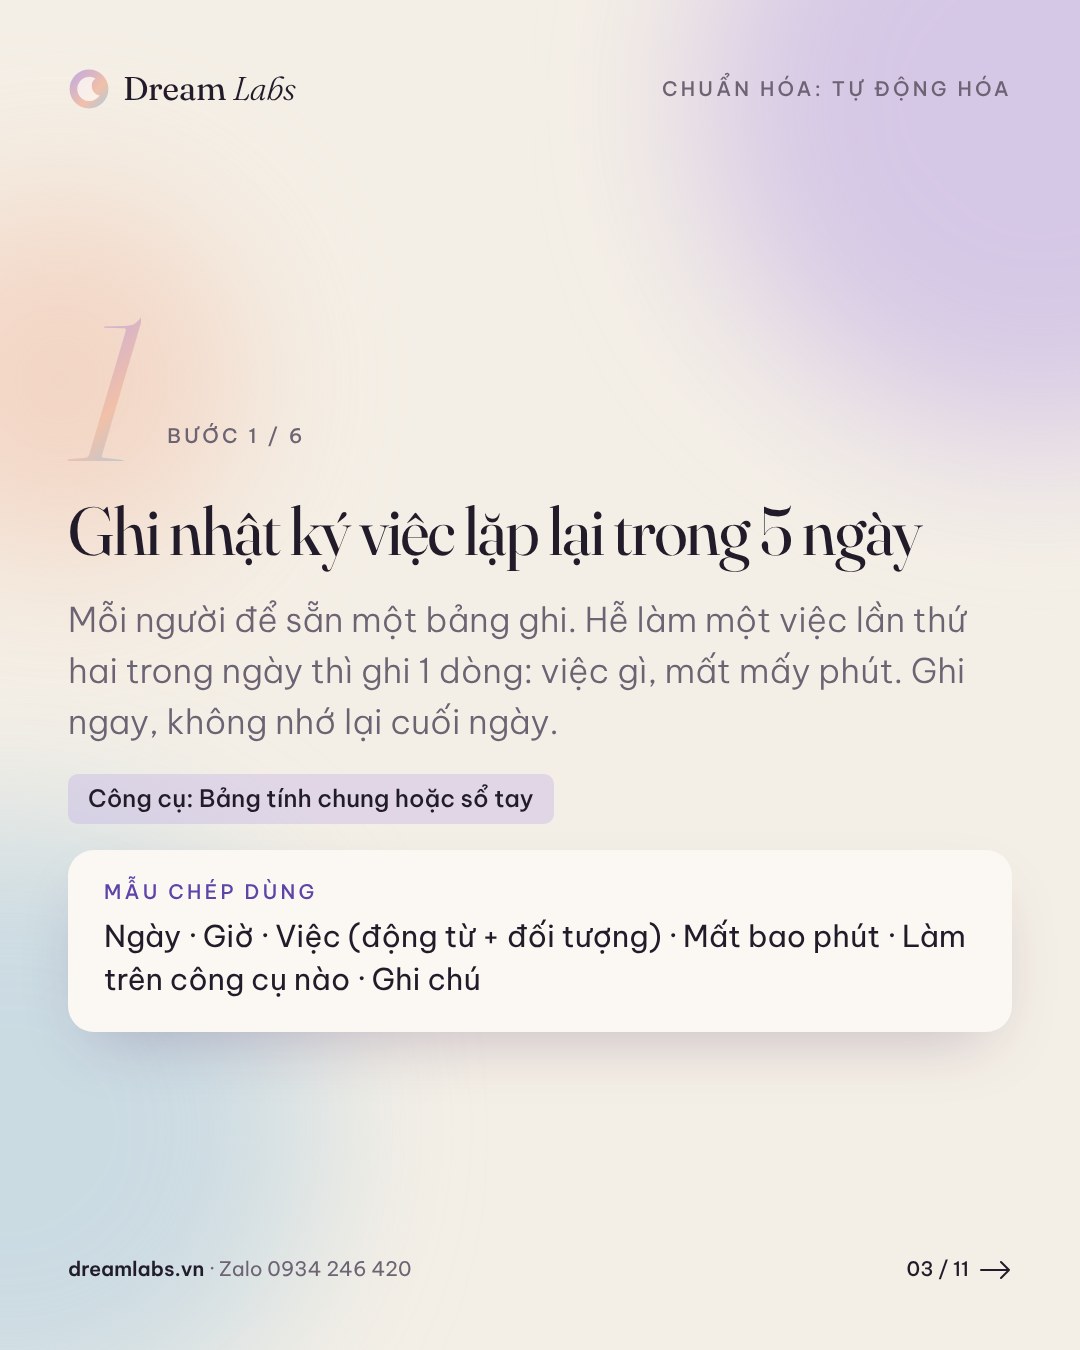 Dream Labs
CHUẨN HÓA: TỰ ĐỘNG HÓA
1
BƯỚC 1 / 6
Ghi nhật ký việc lặp lại trong 5 ngày
Mỗi người để sẵn một bảng ghi. Hễ làm một việc lần thứ
hai trong ngày thì ghi 1 dòng: việc gì, mất mấy phút. Ghi
ngay, không nhớ lại cuối ngày.
Công cụ: Bảng tính chung hoặc sổ tay
MẪU CHÉP DÙNG
Ngày · Giờ · Việc (động từ + đối tượng) · Mất bao phút · Làm
trên công cụ nào · Ghi chú
dreamlabs.vn · Zalo 0934 246 420
03 / 11 →